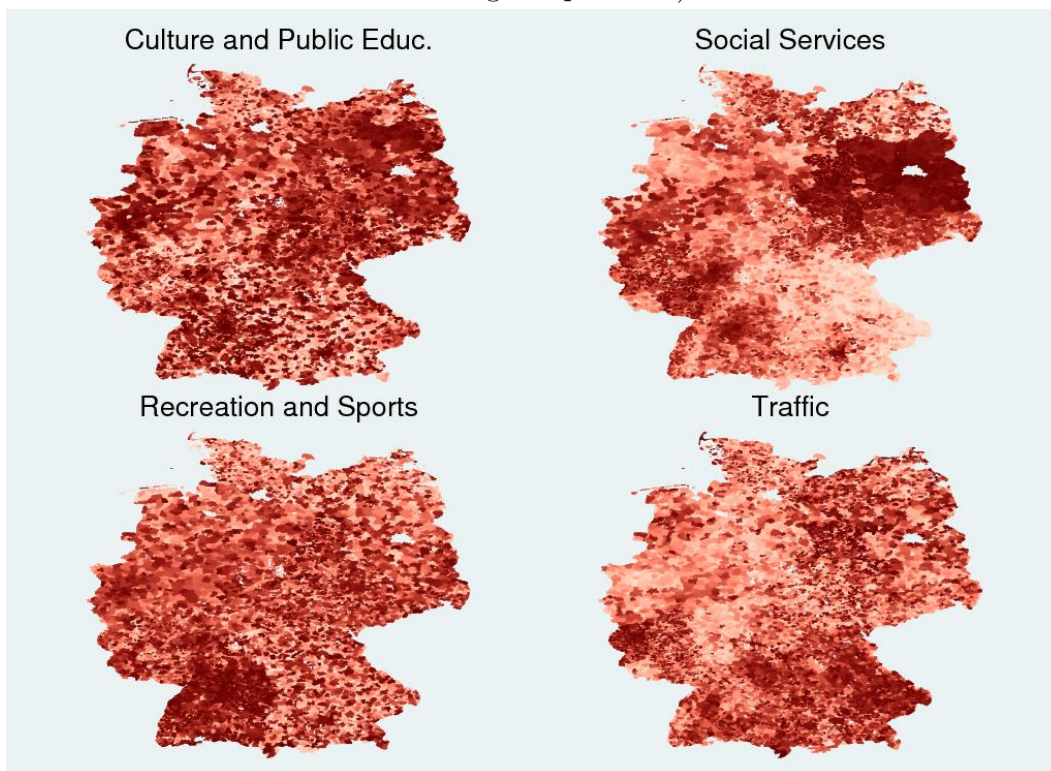 Culture and Public Educ.
Social Services
Recreation and Sports
Traffic